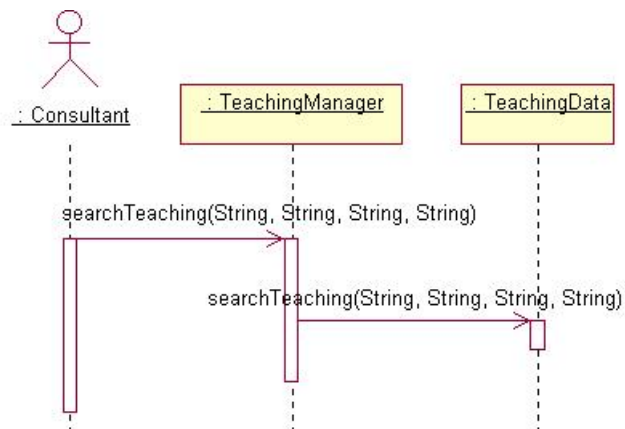 : Consultant
: TeachingManager
: TeachingData
searchTeaching(String, String, String, String)
searchTeaching(String, String, String, String)